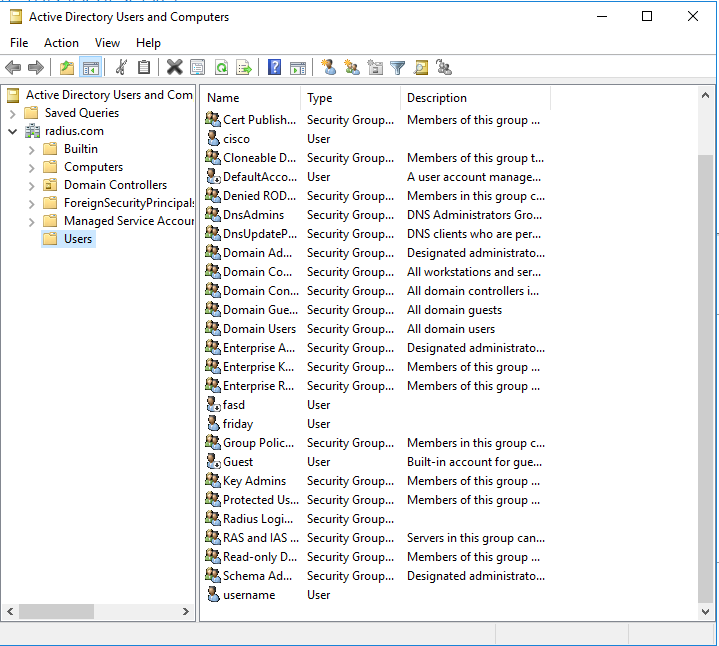 Active Directory Users and Computers
File Action View Help
Active Directory Users and Com
Saved Queries
radius.com
Builtin
Computers
Domain Controllers
ForeignSecurityPrincipals
Managed Service Accour
Users
Name Type Description
Cert Publish... Security Group... Members of this group ...
cisco User
Cloneable D... Security Group... Members of this group t...
DefaultAcco... User A user account manage...
Denied ROD... Security Group... Members in this group c...
DnsAdmins Security Group... DNS Administrators Gro...
DnsUpdateP... Security Group... DNS clients who are per...
Domain Ad... Security Group... Designated administrato...
Domain Co... Security Group... All workstations and ser...
Domain Con... Security Group... All domain controllers i...
Domain Gue... Security Group... All domain guests
Domain Users Security Group... All domain users
Enterprise A... Security Group... Designated administrato...
Enterprise K... Security Group... Members of this group ...
Enterprise R... Security Group... Members of this group ...
fasd User
friday User
Group Polic... Security Group... Members in this group c...
Guest User Built-in account for gue...
Key Admins Security Group... Members of this group ...
Protected Us... Security Group... Members of this group ...
Radius Logi... Security Group...
RAS and IAS ... Security Group... Servers in this group can...
Read-only D... Security Group... Members of this group ...
Schema Ad... Security Group... Designated administrato...
username User